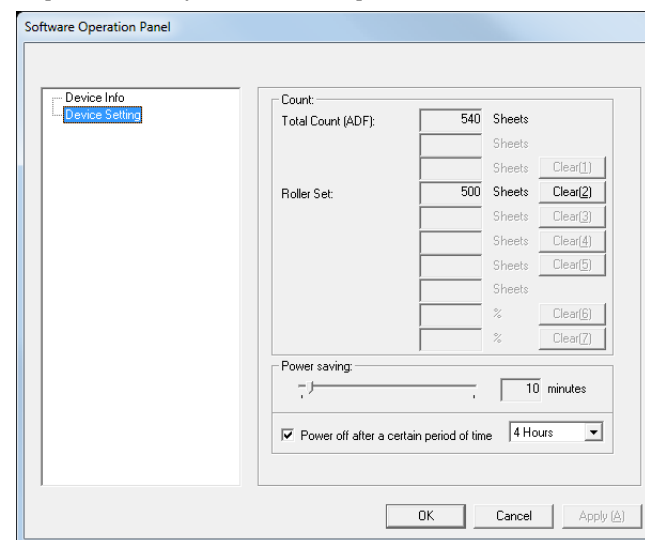 Software Operation Panel
Device Info
Device Setting
Count:
Total Count (ADF): 540 Sheets
Sheets
Sheets Clear(1)
Roller Set: 500 Sheets Clear(2)
Sheets Clear(3)
Sheets Clear(4)
Sheets Clear(5)
Sheets
% Clear(6)
% Clear(7)
Power saving:
10 minutes
Power off after a certain period of time 4 Hours
OK Cancel Apply (A)